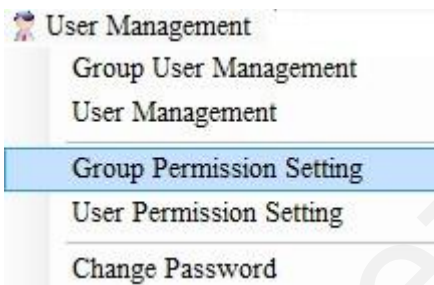 User Management
Group User Management
User Management
Group Permission Setting
User Permission Setting
Change Password